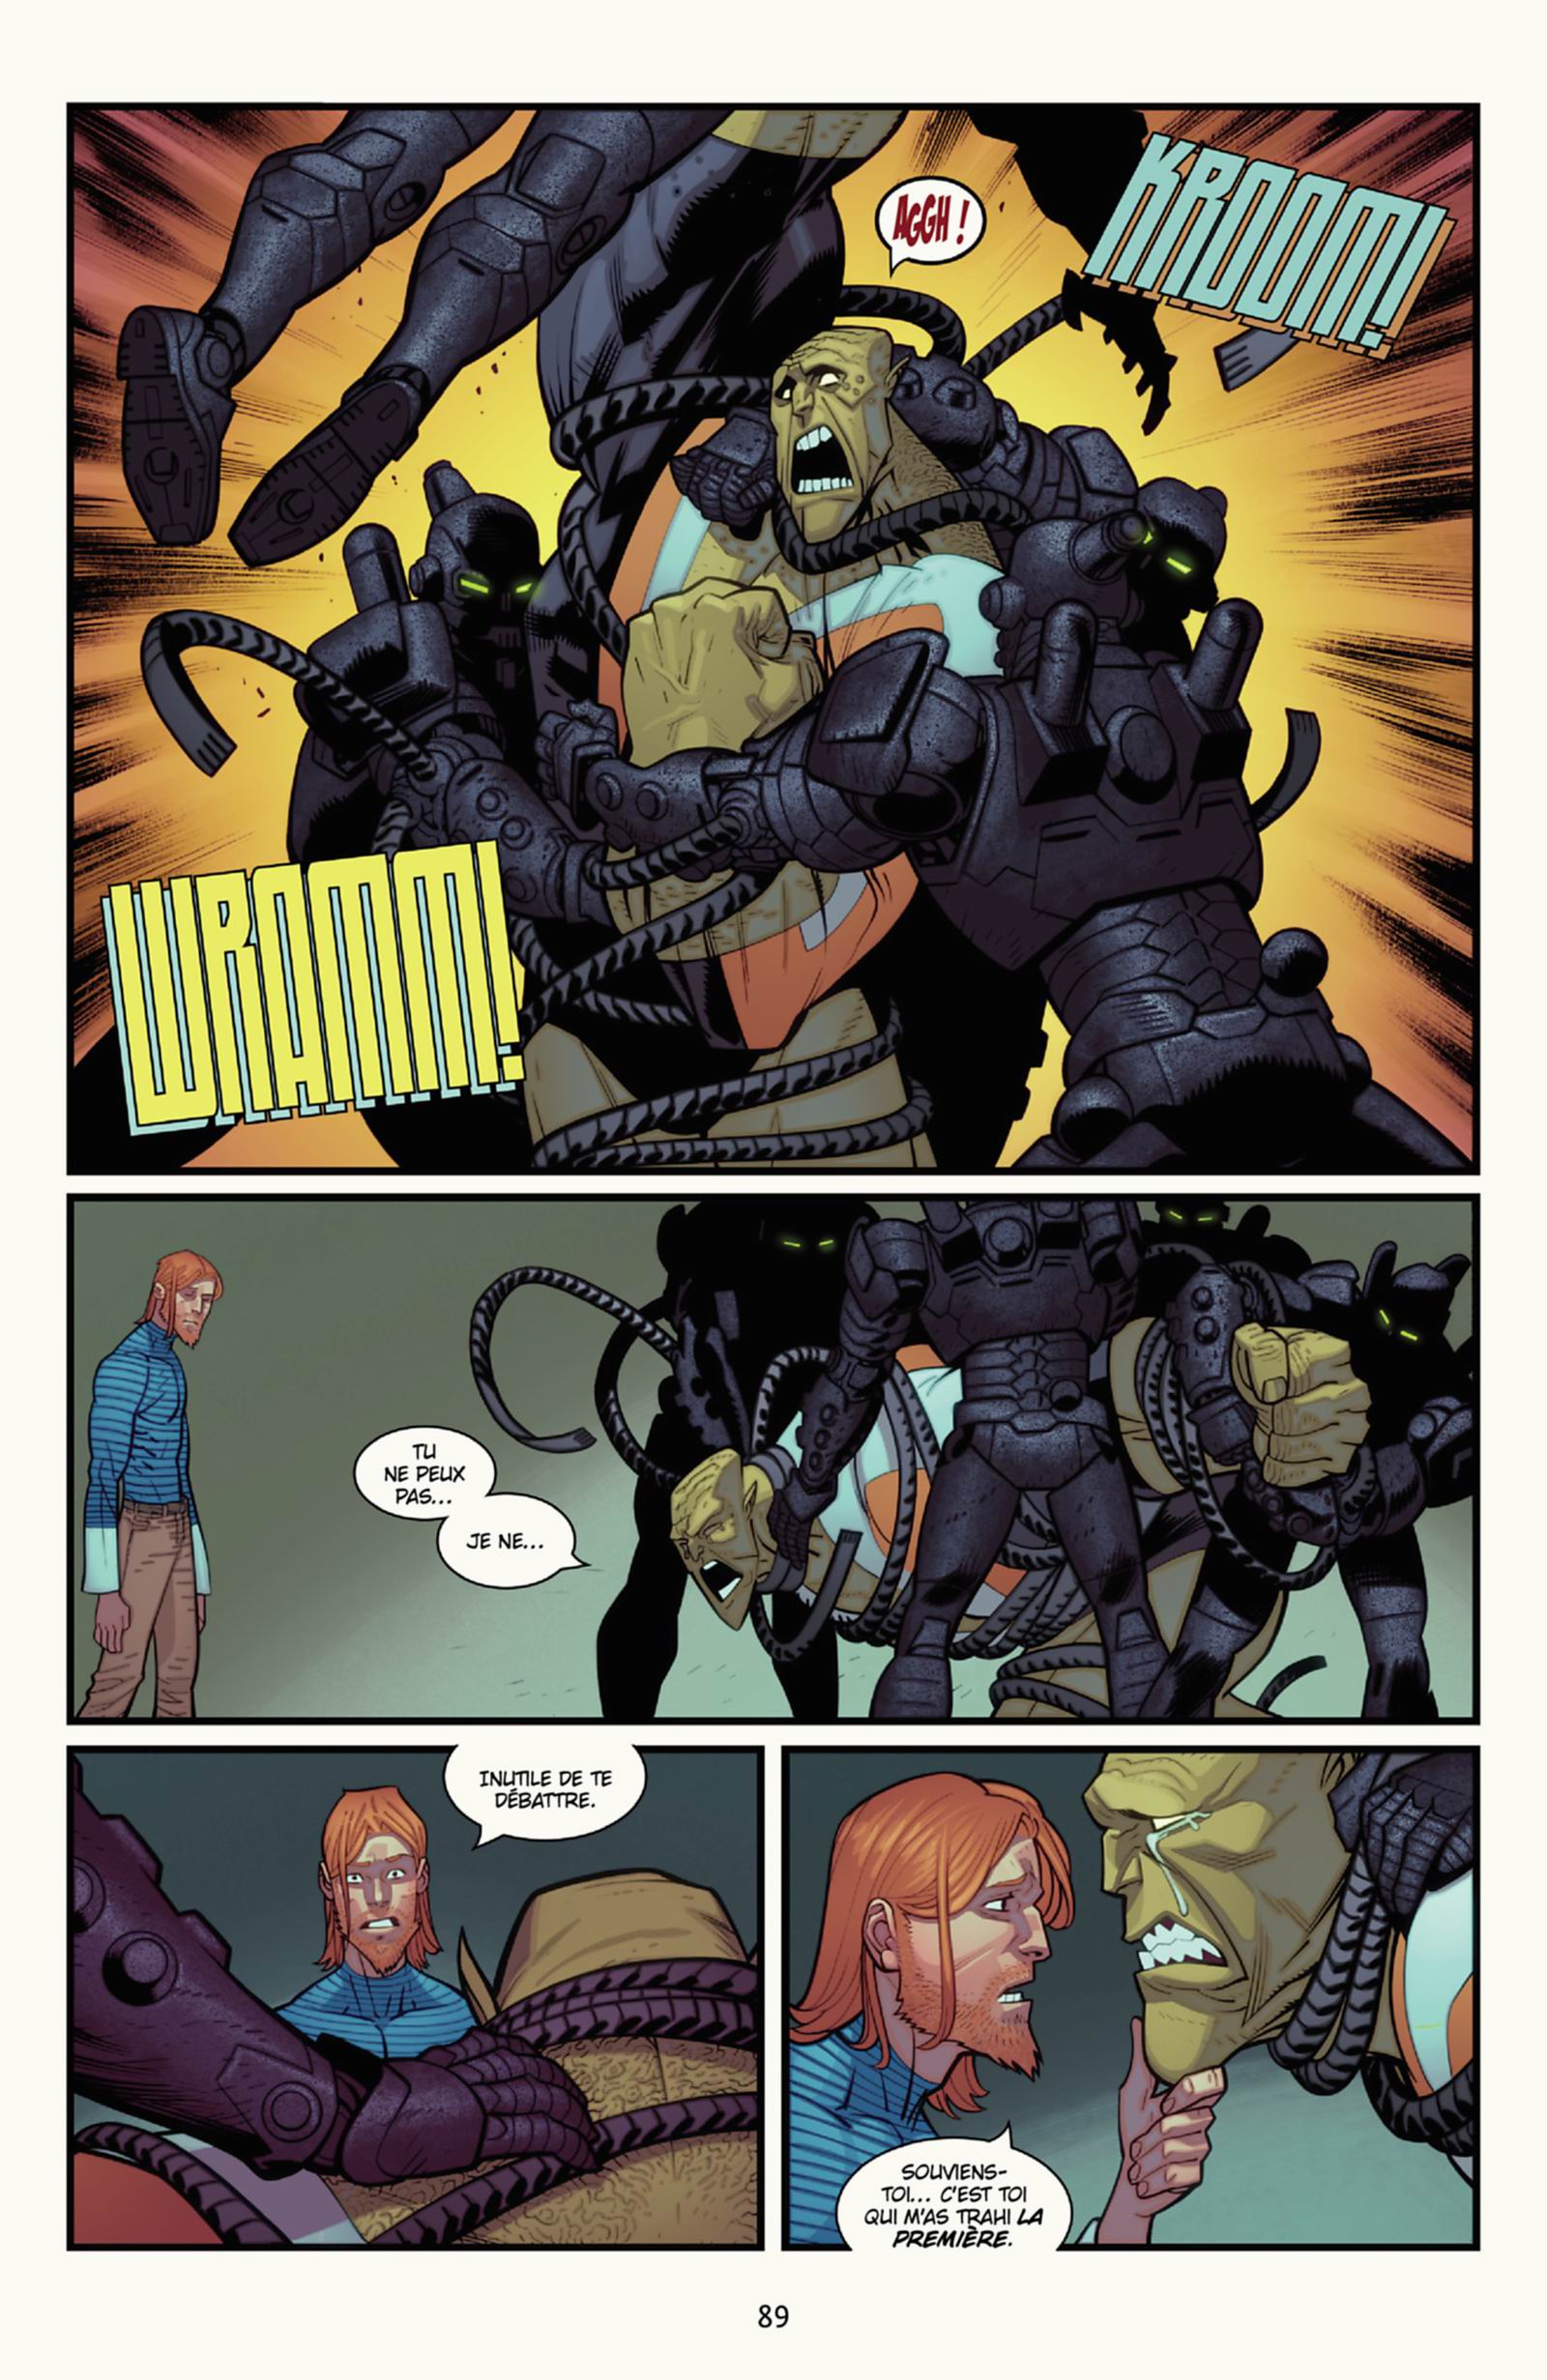 AGGH !
KROOM!
WRAMM!
TU
NE PEUX
PAS...
JE NE...
INUTILE DE TE
DÉBATTRE.
SOUVIENS-
TOI... C'EST TOI
QUI M'AS TRAHI LA
PREMIÈRE.
89